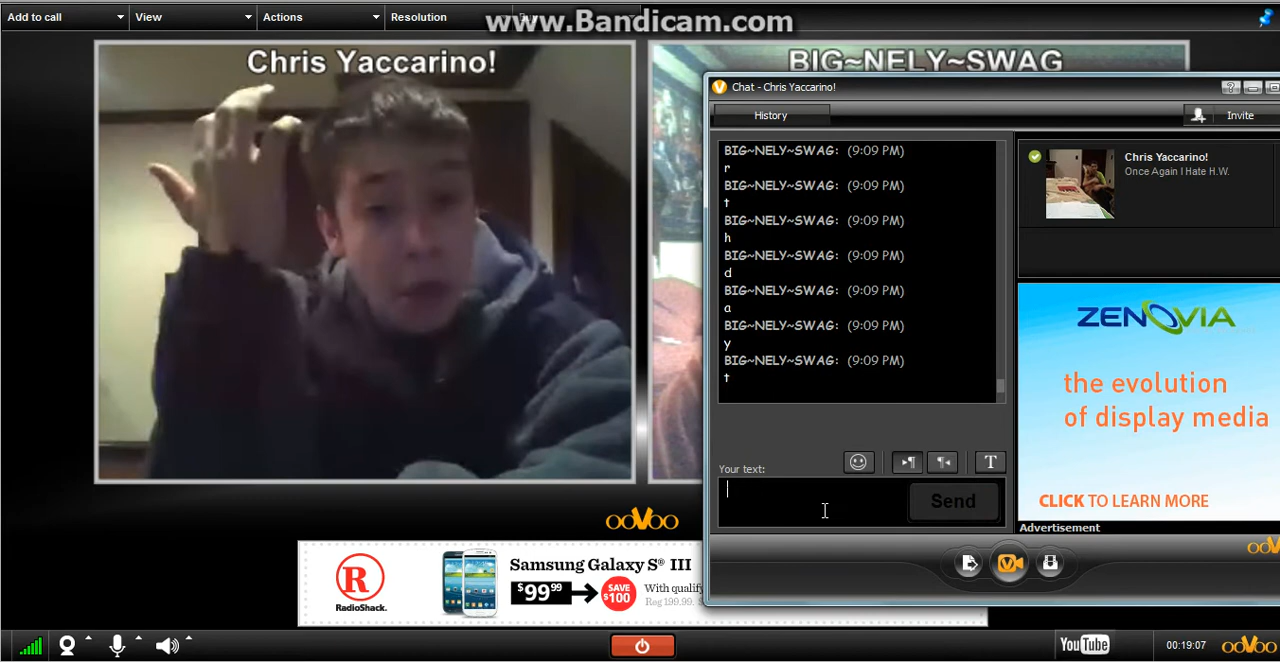 Add to call
View
Actions
Resolution
www.Bandicam.com
Chris Yaccarino!
BIG~NELY~SWAG
Chat - Chris Yaccarino!
History
Invite
BIG~NELY~SWAG: (9:09 PM)
r
BIG~NELY~SWAG: (9:09 PM)
t
BIG~NELY~SWAG: (9:09 PM)
h
BIG~NELY~SWAG: (9:09 PM)
d
BIG~NELY~SWAG: (9:09 PM)
a
BIG~NELY~SWAG: (9:09 PM)
y
BIG~NELY~SWAG: (9:09 PM)
t
Chris Yaccarino!
Once Again I Hate H.W.
ZENOVIA
the evolution
of display media
CLICK TO LEARN MORE
Advertisement
Your text:
T
Send
ooVoo
R
RadioShack.
Samsung Galaxy S® III
$99⁹⁹
SAVE
$100
With qualify
Reg 199.99.
YouTube
00:19:07
ooVoo